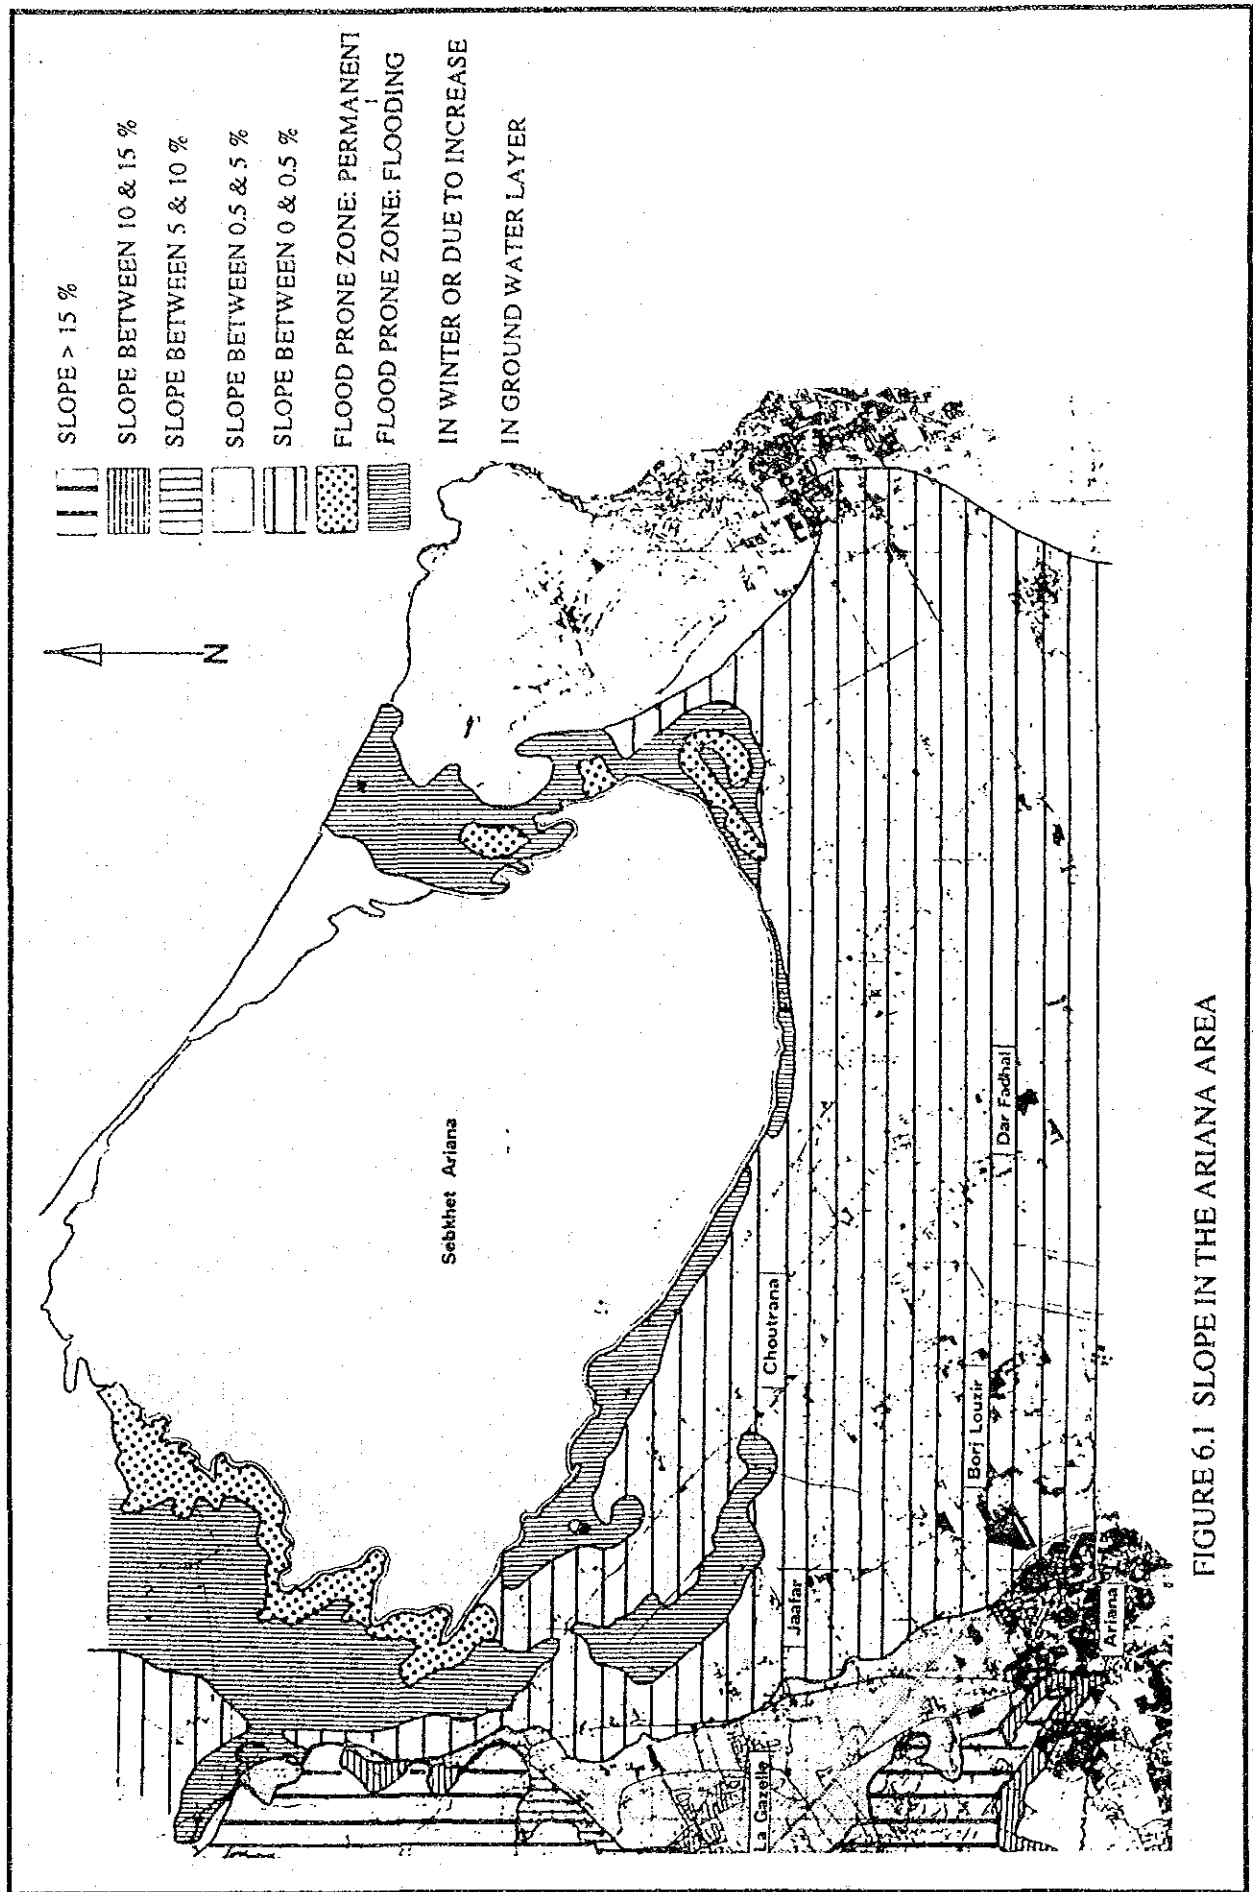 SLOPE > 15 %
SLOPE BETWEEN 10 & 15 %
SLOPE BETWEEN 5 & 10 %
SLOPE BETWEEN 0.5 & 5 %
SLOPE BETWEEN 0 & 0.5 %
FLOOD PRONE ZONE: PERMANENT
FLOOD PRONE ZONE: FLOODING
IN WINTER OR DUE TO INCREASE
IN GROUND WATER LAYER
N
Sebkhet Ariana
Choutrana
Jaafar
La Gazelle
Borj Louzir
Dar Fadhal
Ariana
FIGURE 6.1 SLOPE IN THE ARIANA AREA